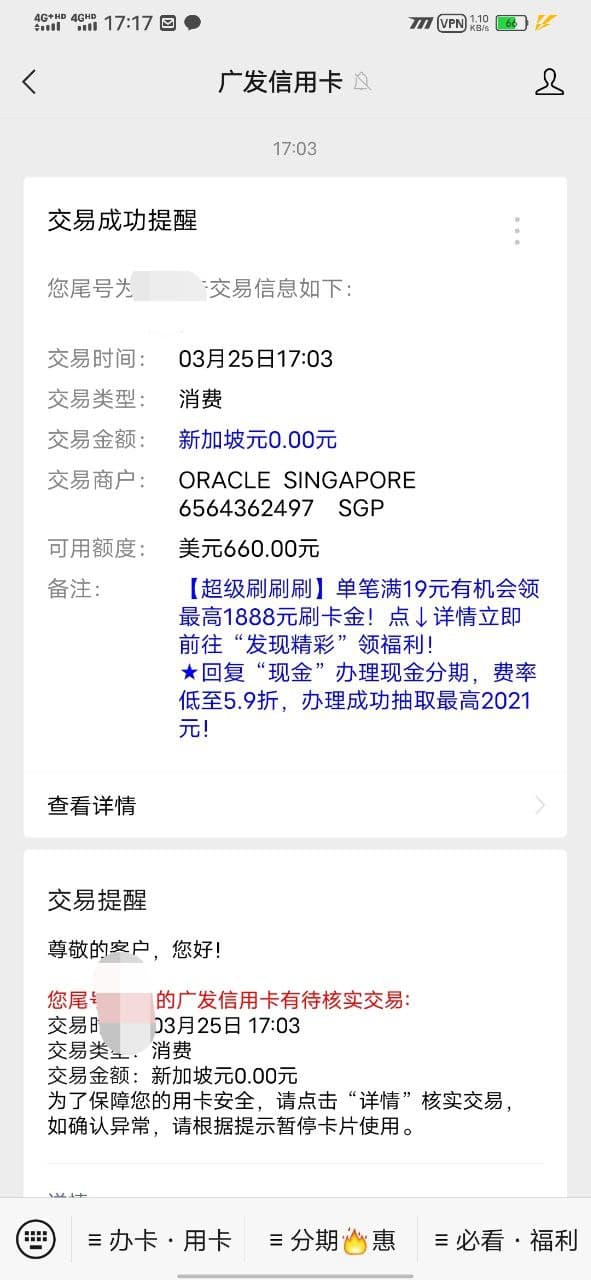 4G+HD 4GHD 17:17 VPN 1.10 KB/s 66
广发信用卡
17:03
交易成功提醒
您尾号为 交易信息如下：
交易时间： 03月25日17:03
交易类型： 消费
交易金额： 新加坡元0.00元
交易商户： ORACLE SINGAPORE
6564362497 SGP
可用额度： 美元660.00元
备注： 【超级刷刷刷】单笔满19元有机会领
最高1888元刷卡金！点↓详情立即
前往“发现精彩”领福利！
★回复“现金”办理现金分期，费率
低至5.9折，办理成功抽取最高2021
元！
查看详情
交易提醒
尊敬的客户，您好！
您尾号 的广发信用卡有待核实交易:
交易时 03月25日 17:03
交易类型：消费
交易金额：新加坡元0.00元
为了保障您的用卡安全，请点击“详情”核实交易，
如确认异常，请根据提示暂停卡片使用。
详情
办卡·用卡 分期🔥惠 必看·福利